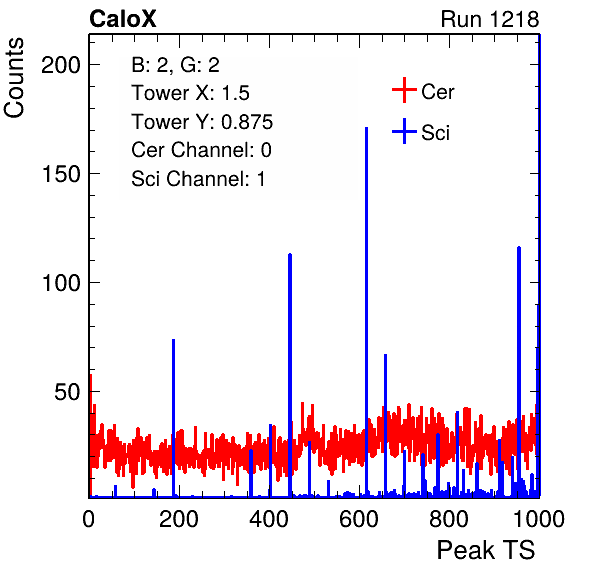 CaloX Run 1218
Counts
B: 2, G: 2
Tower X: 1.5
Tower Y: 0.875
Cer Channel: 0
Sci Channel: 1
Cer
Sci
200
150
100
50
0 200 400 600 800 1000
Peak TS